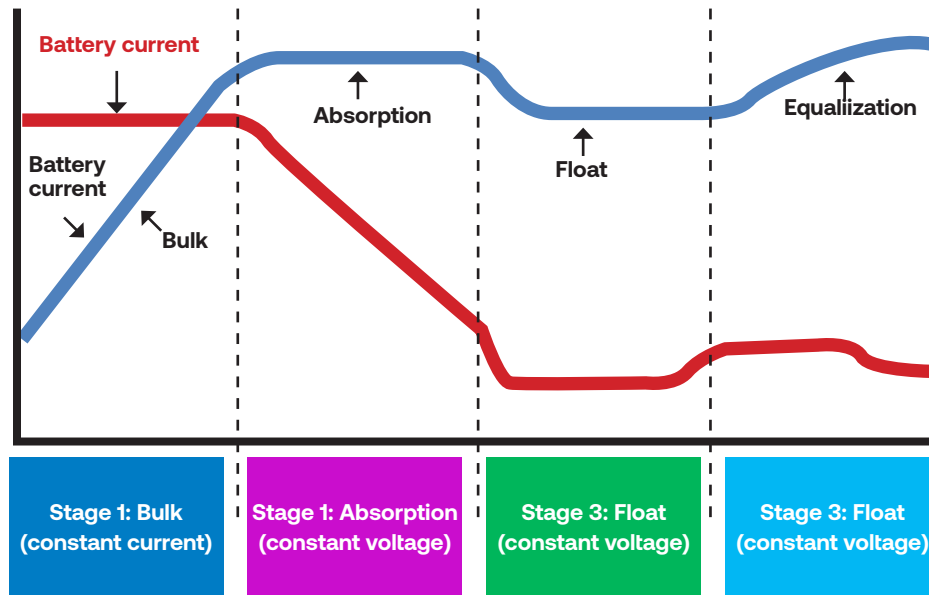 Battery current
Absorption
Equaliization
Float
Battery
current
Bulk
Stage 1: Bulk
(constant current)
Stage 1: Absorption
(constant voltage)
Stage 3: Float
(constant voltage)
Stage 3: Float
(constant voltage)